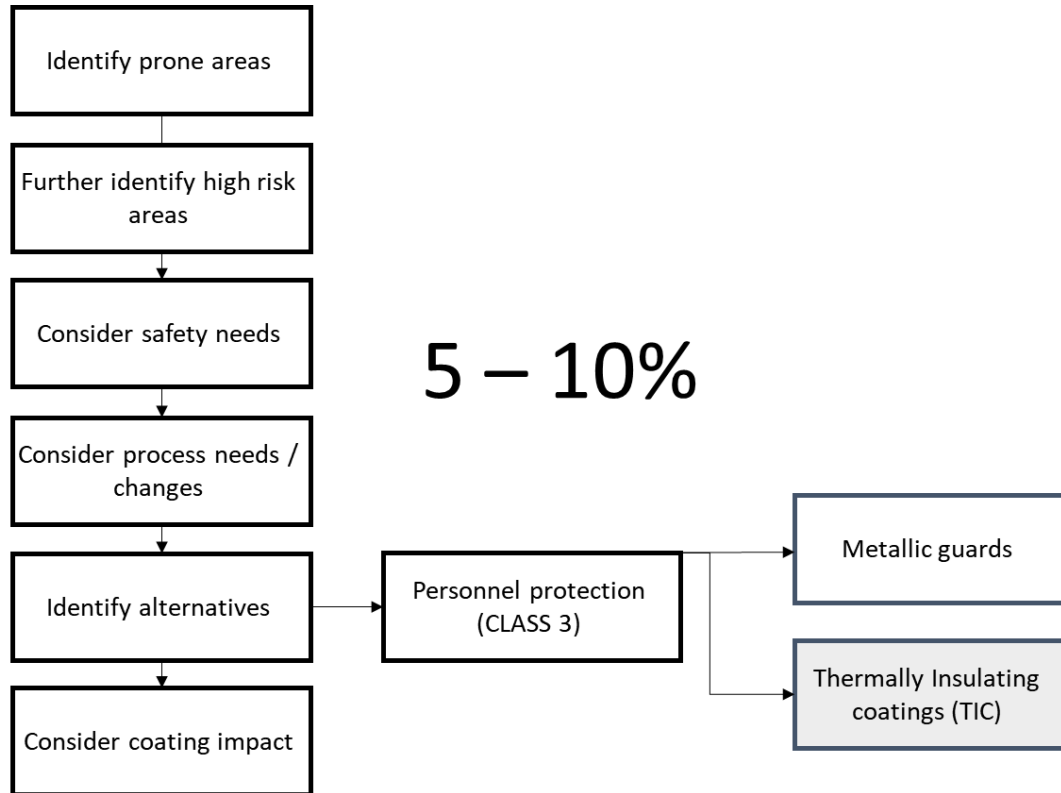 Identify prone areas
Further identify high risk
areas
Consider safety needs
5 – 10%
Consider process needs /
changes
Identify alternatives
Personnel protection
(CLASS 3)
Metallic guards
Thermally Insulating
coatings (TIC)
Consider coating impact